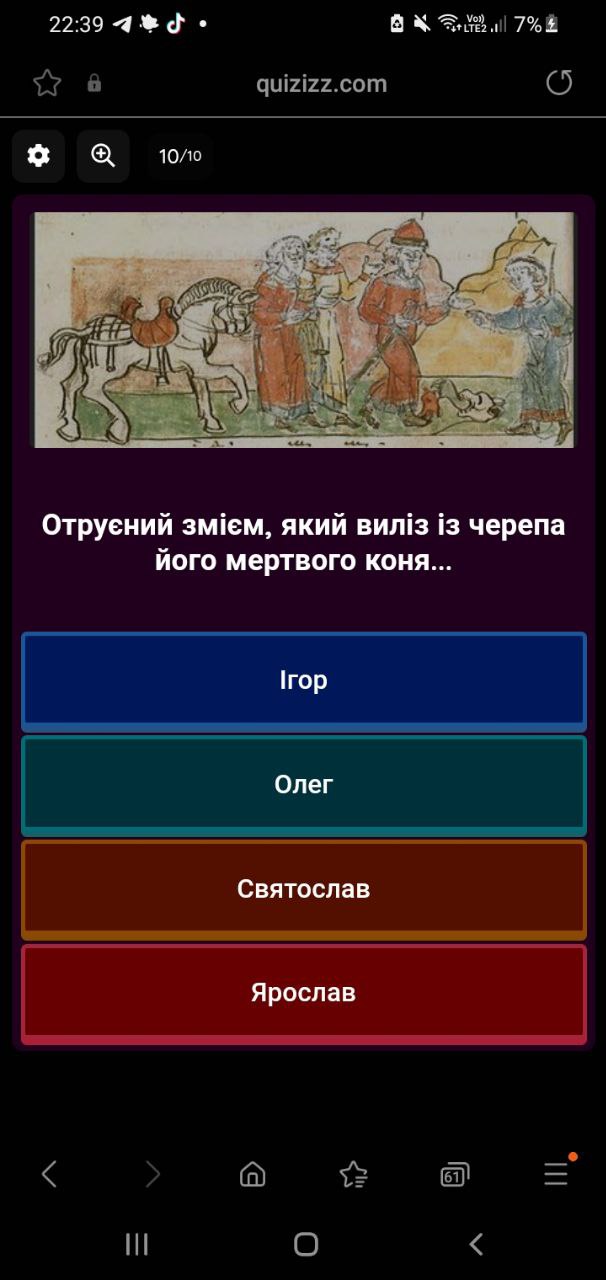 22:39
Vo))
LTE2
7%
quizizz.com
10/10
Отруєний змієм, який виліз із черепа
його мертвого коня...
Ігор
Олег
Святослав
Ярослав
61